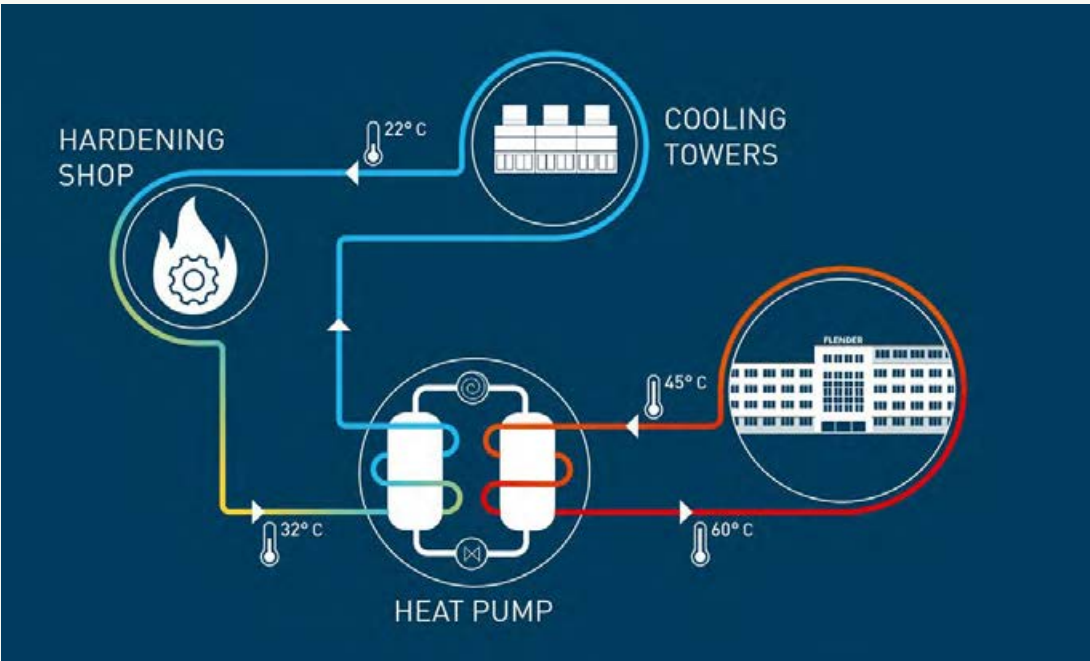 HARDENING
SHOP
22° C
COOLING
TOWERS
FLENDER
45° C
32° C
60° C
HEAT PUMP